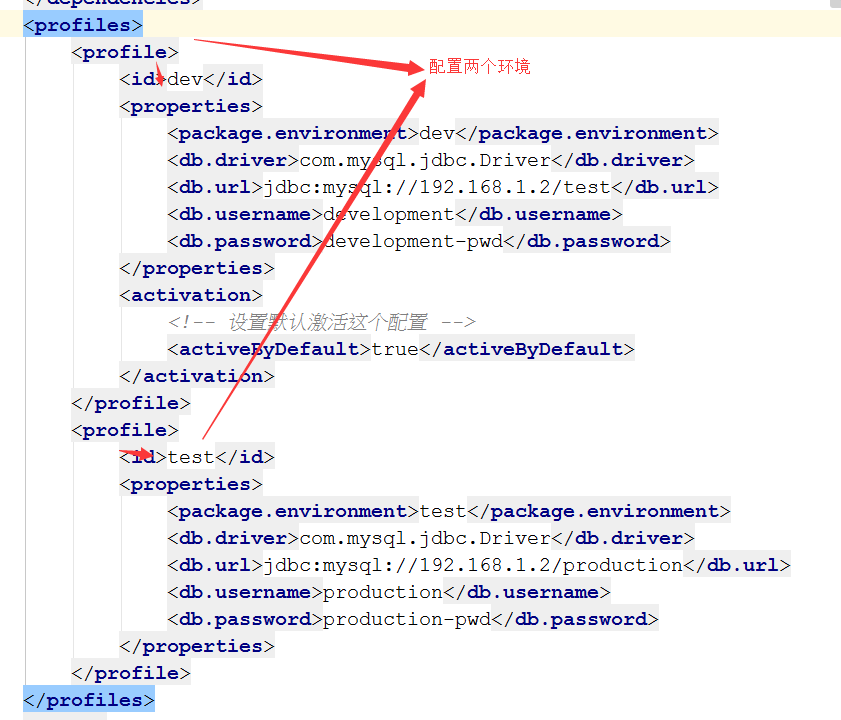 </dependencies>
<profiles>
<profile>
配置两个环境
<id>dev</id>
<properties>
<package.environment>dev</package.environment>
<db.driver>com.mysql.jdbc.Driver</db.driver>
<db.url>jdbc:mysql://192.168.1.2/test</db.url>
<db.username>development</db.username>
<db.password>development-pwd</db.password>
</properties>
<activation>
<!-- 设置默认激活这个配置 -->
<activeByDefault>true</activeByDefault>
</activation>
</profile>
<profile>
<id>test</id>
<properties>
<package.environment>test</package.environment>
<db.driver>com.mysql.jdbc.Driver</db.driver>
<db.url>jdbc:mysql://192.168.1.2/production</db.url>
<db.username>production</db.username>
<db.password>production-pwd</db.password>
</properties>
</profile>
</profiles>